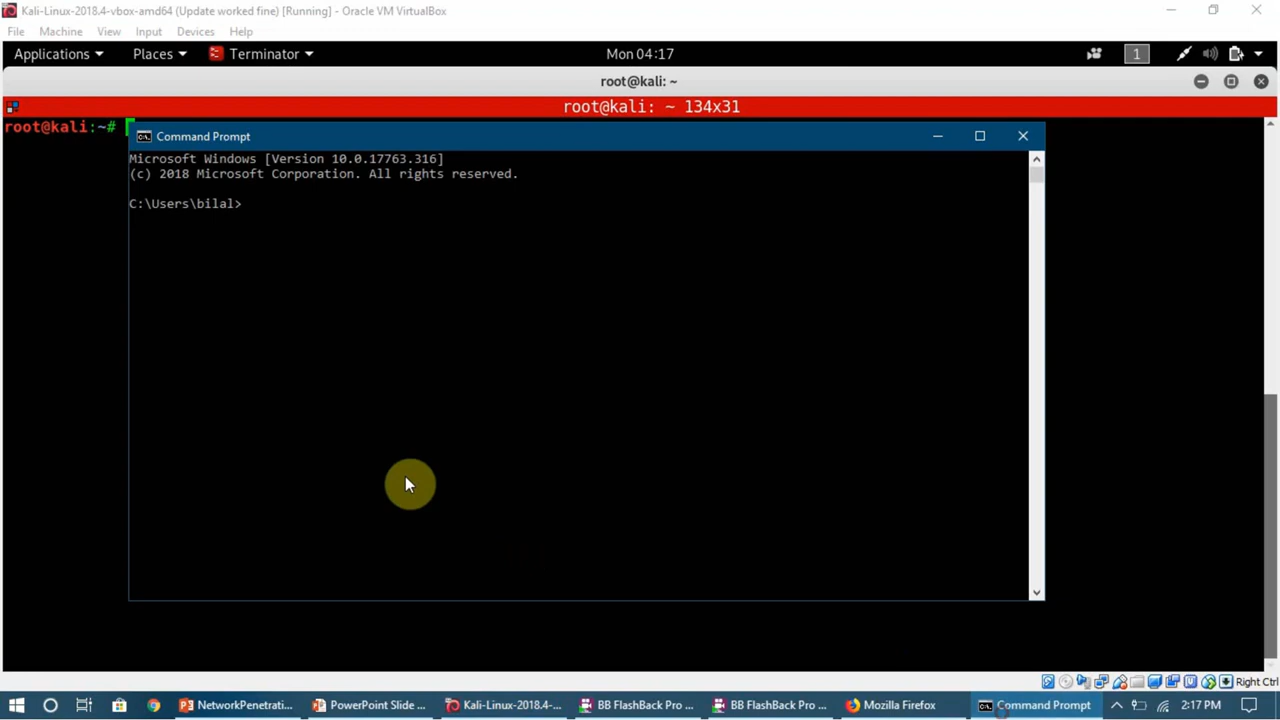 Kali-Linux-2018.4-vbox-amd64 (Update worked fine) [Running] - Oracle VM VirtualBox
File Machine View Input Devices Help
Applications Places Terminator Mon 04:17 1
root@kali: ~
root@kali: ~ 134x31
root@kali:~#
Command Prompt
Microsoft Windows [Version 10.0.17763.316]
(c) 2018 Microsoft Corporation. All rights reserved.
C:\Users\bilal>
Right Ctrl
NetworkPenetrati... PowerPoint Slide ... Kali-Linux-2018.4-... BB FlashBack Pro ... BB FlashBack Pro ... Mozilla Firefox Command Prompt 2:17 PM